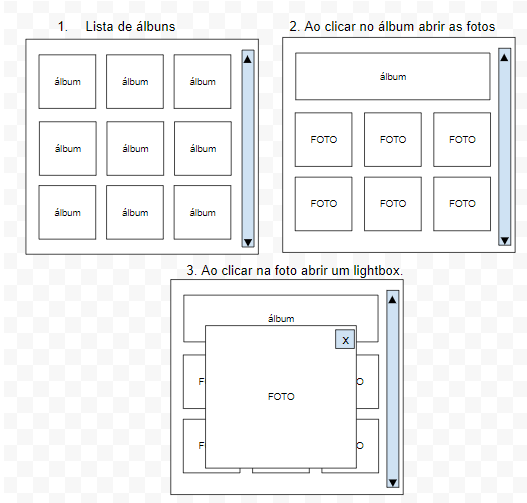 1. Lista de álbuns
álbum álbum álbum
álbum álbum álbum
álbum álbum álbum
2. Ao clicar no álbum abrir as fotos
álbum
FOTO FOTO FOTO
FOTO FOTO FOTO
3. Ao clicar na foto abrir um lightbox.
álbum
X
F O
FOTO
F O